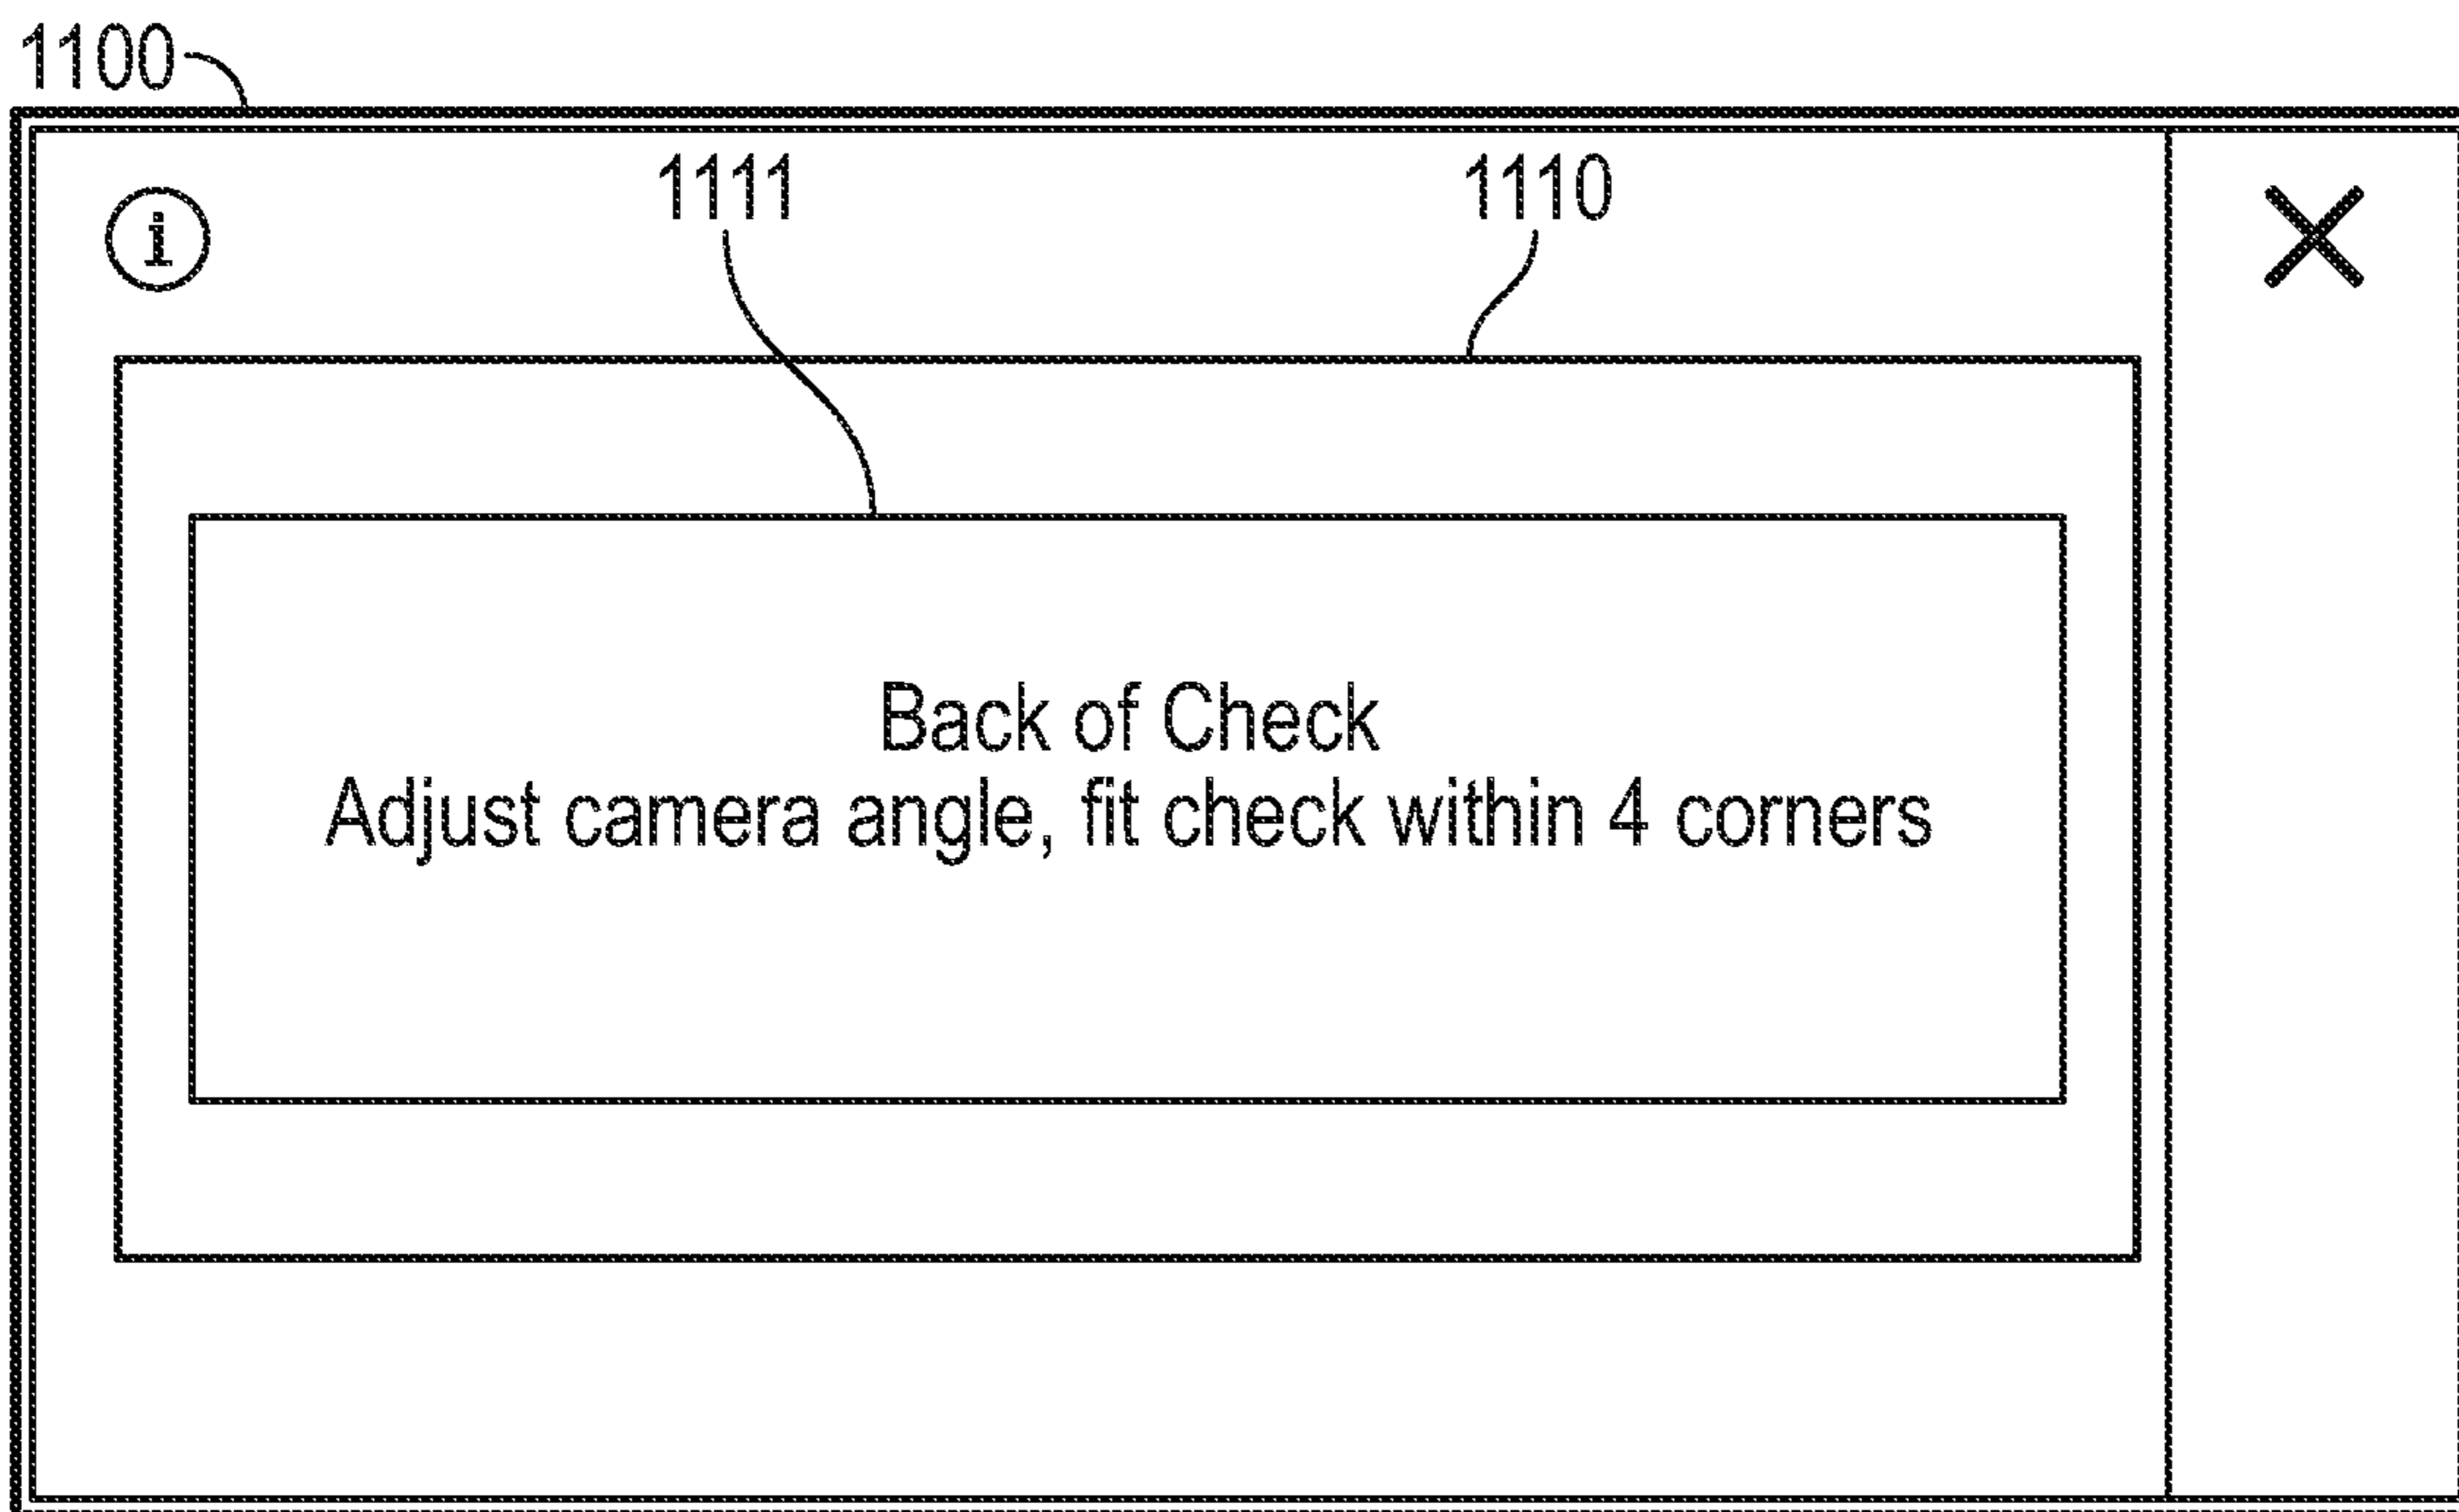 1100
1111
1110
i
Back of Check
Adjust camera angle, fit check within 4 corners